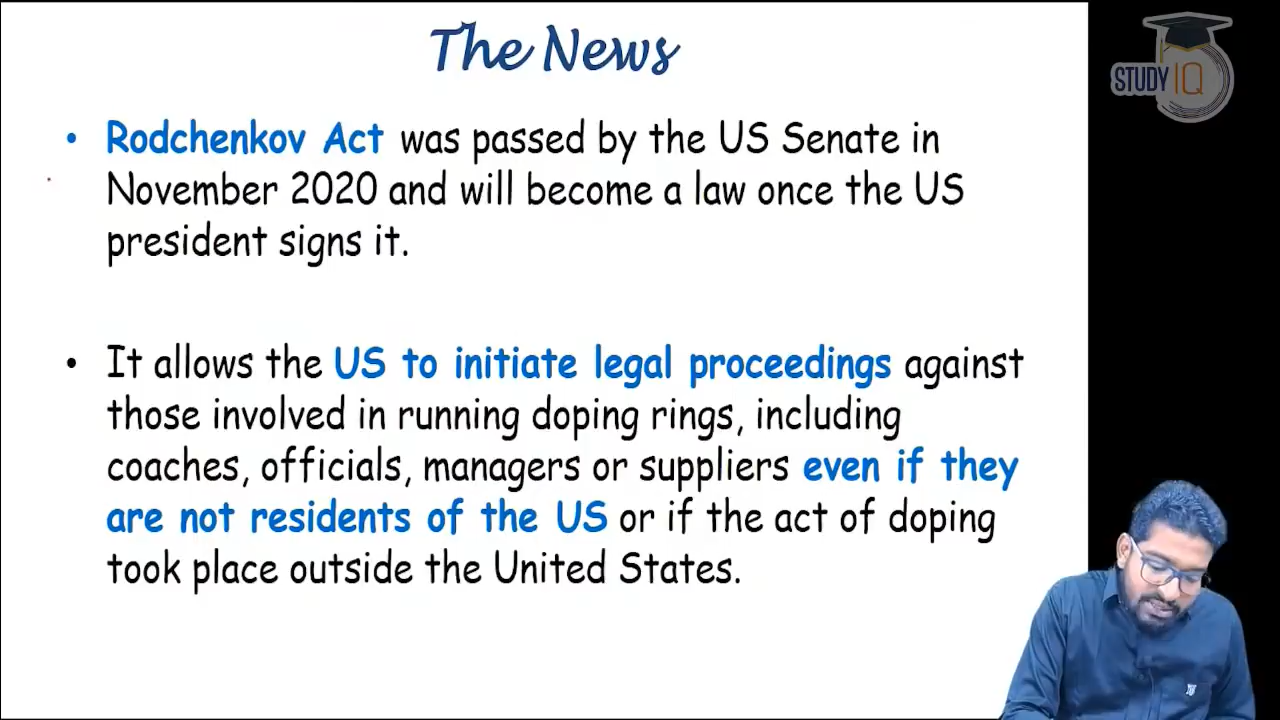 The News
STUDY IQ
• Rodchenkov Act was passed by the US Senate in
November 2020 and will become a law once the US
president signs it.
• It allows the US to initiate legal proceedings against
those involved in running doping rings, including
coaches, officials, managers or suppliers even if they
are not residents of the US or if the act of doping
took place outside the United States.